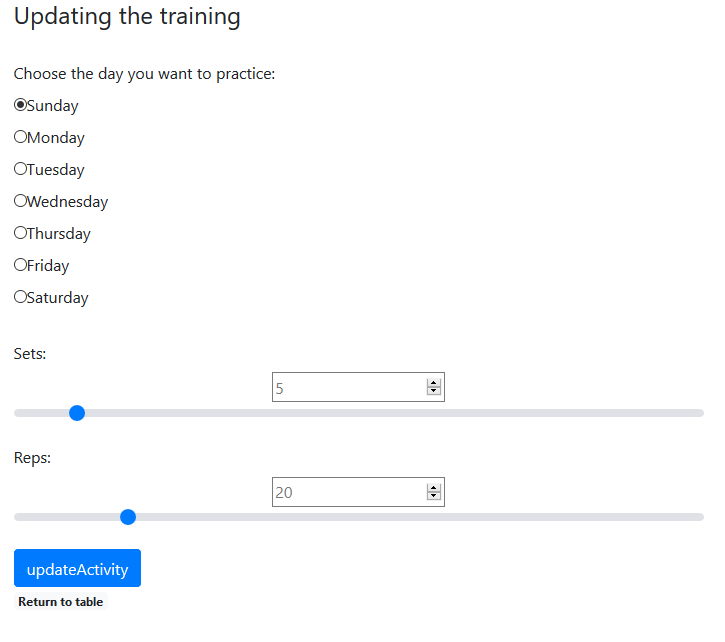 Updating the training
Choose the day you want to practice:
Sunday
Monday
Tuesday
Wednesday
Thursday
Friday
Saturday
Sets:
5
Reps:
20
updateActivity
Return to table